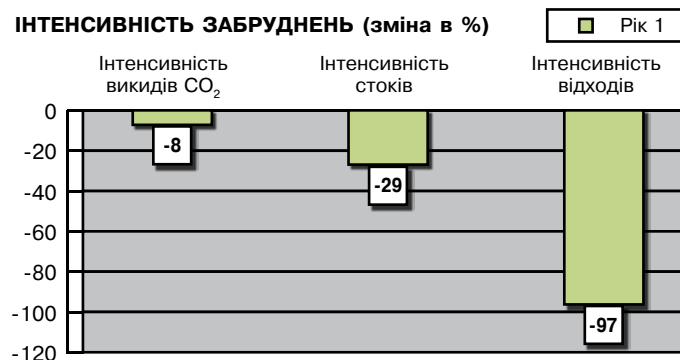 ІНТЕНСИВНІСТЬ ЗАБРУДНЕНЬ (зміна в %)
Рік 1
Інтенсивність
викидів CO₂
Інтенсивність
стоків
Інтенсивність
відходів
0
-20
-40
-60
-80
-100
-120
-8
-29
-97